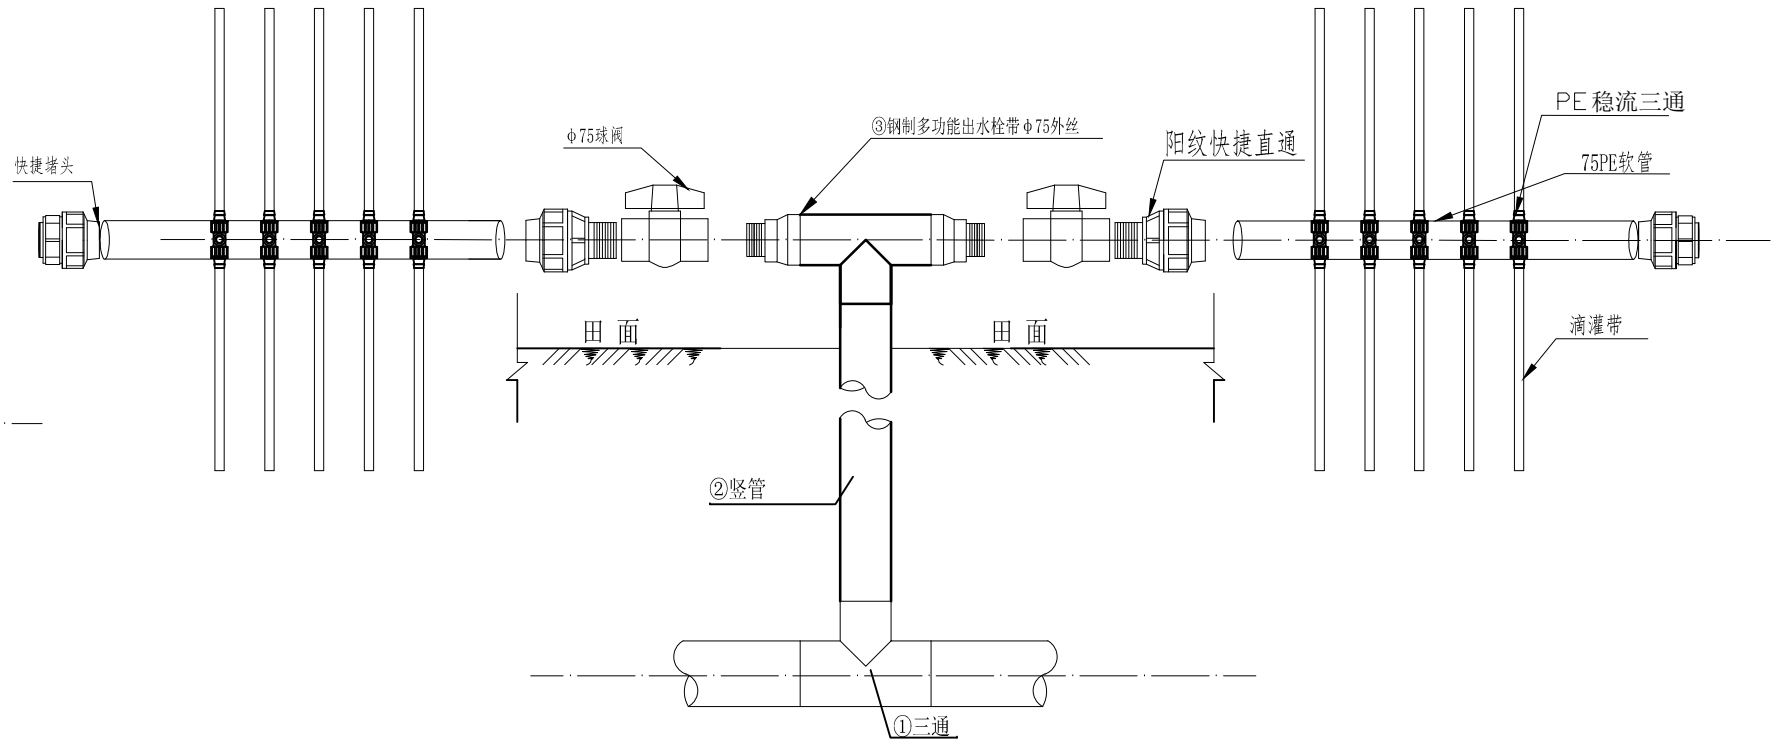 PE稳流三通
φ75球阀
③钢制多功能出水栓带φ75外丝
阳纹快捷直通
75PE软管
快捷堵头
田面
田面
滴灌带
②竖管
①三通